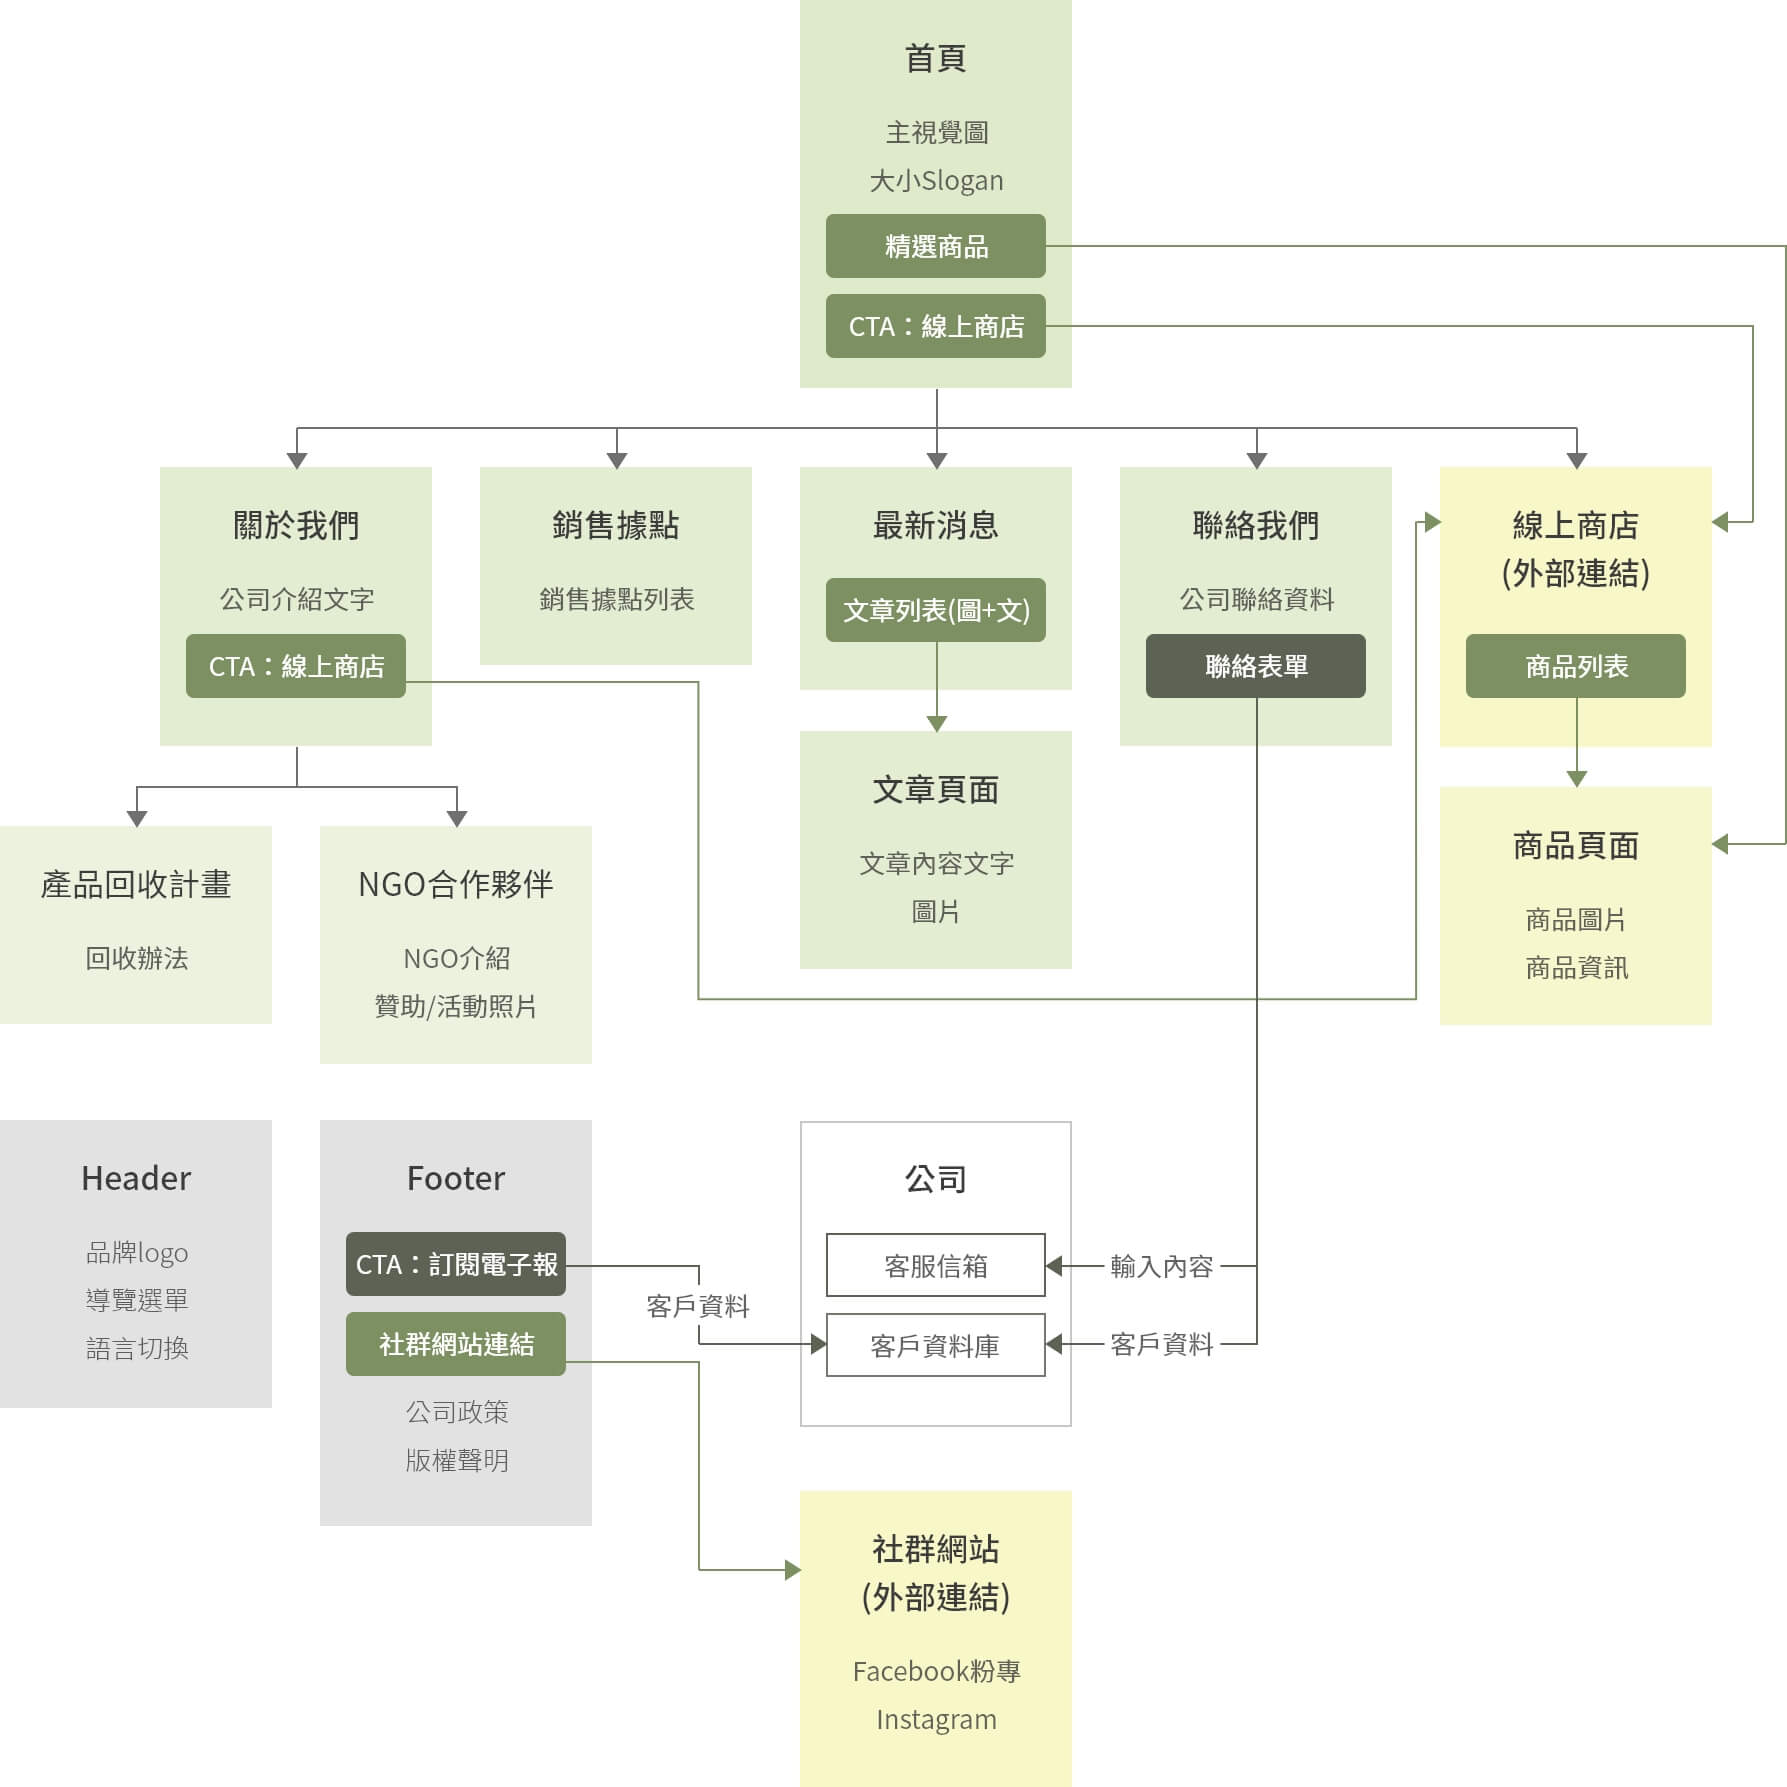 首頁
主視覺圖
大小Slogan
精選商品
CTA：線上商店
關於我們
公司介紹文字
CTA：線上商店
銷售據點
銷售據點列表
最新消息
文章列表(圖+文)
聯絡我們
公司聯絡資料
聯絡表單
線上商店
(外部連結)
商品列表
文章頁面
文章內容文字
圖片
商品頁面
商品圖片
商品資訊
產品回收計畫
回收辦法
NGO合作夥伴
NGO介紹
贊助/活動照片
Header
品牌logo
導覽選單
語言切換
Footer
CTA：訂閱電子報
社群網站連結
公司政策
版權聲明
客戶資料
公司
客服信箱
客戶資料庫
輸入內容
客戶資料
社群網站
(外部連結)
Facebook粉專
Instagram